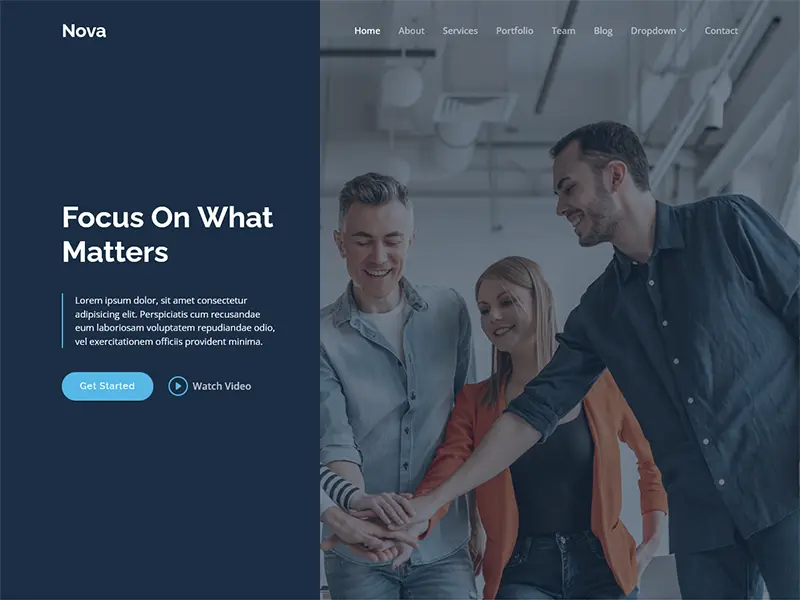 Nova
Home About Services Portfolio Team Blog Dropdown Contact
Focus On What
Matters
Lorem ipsum dolor, sit amet consectetur
adipisicing elit. Perspiciatis cum recusandae
eum laboriosam voluptatem repudiandae odio,
vel exercitationem officiis provident minima.
Get Started Watch Video